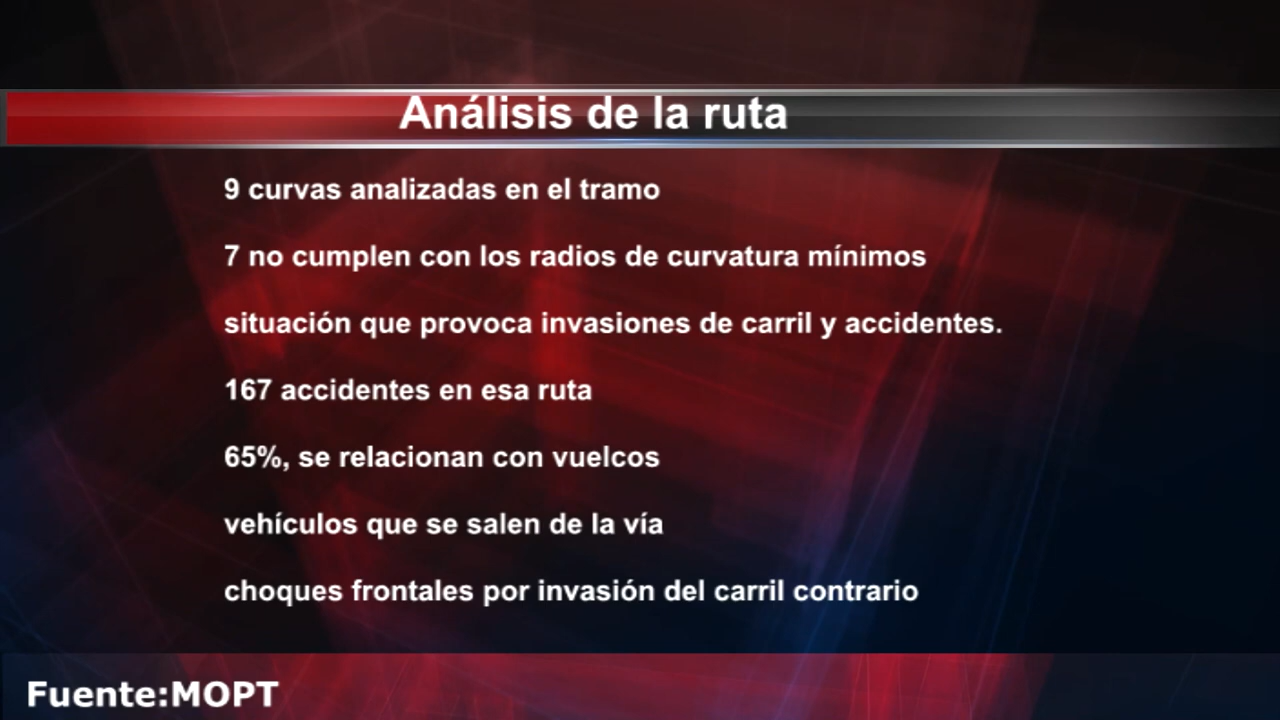 Análisis de la ruta
9 curvas analizadas en el tramo
7 no cumplen con los radios de curvatura mínimos
situación que provoca invasiones de carril y accidentes.
167 accidentes en esa ruta
65%, se relacionan con vuelcos
vehículos que se salen de la vía
choques frontales por invasión del carril contrario
Fuente:MOPT